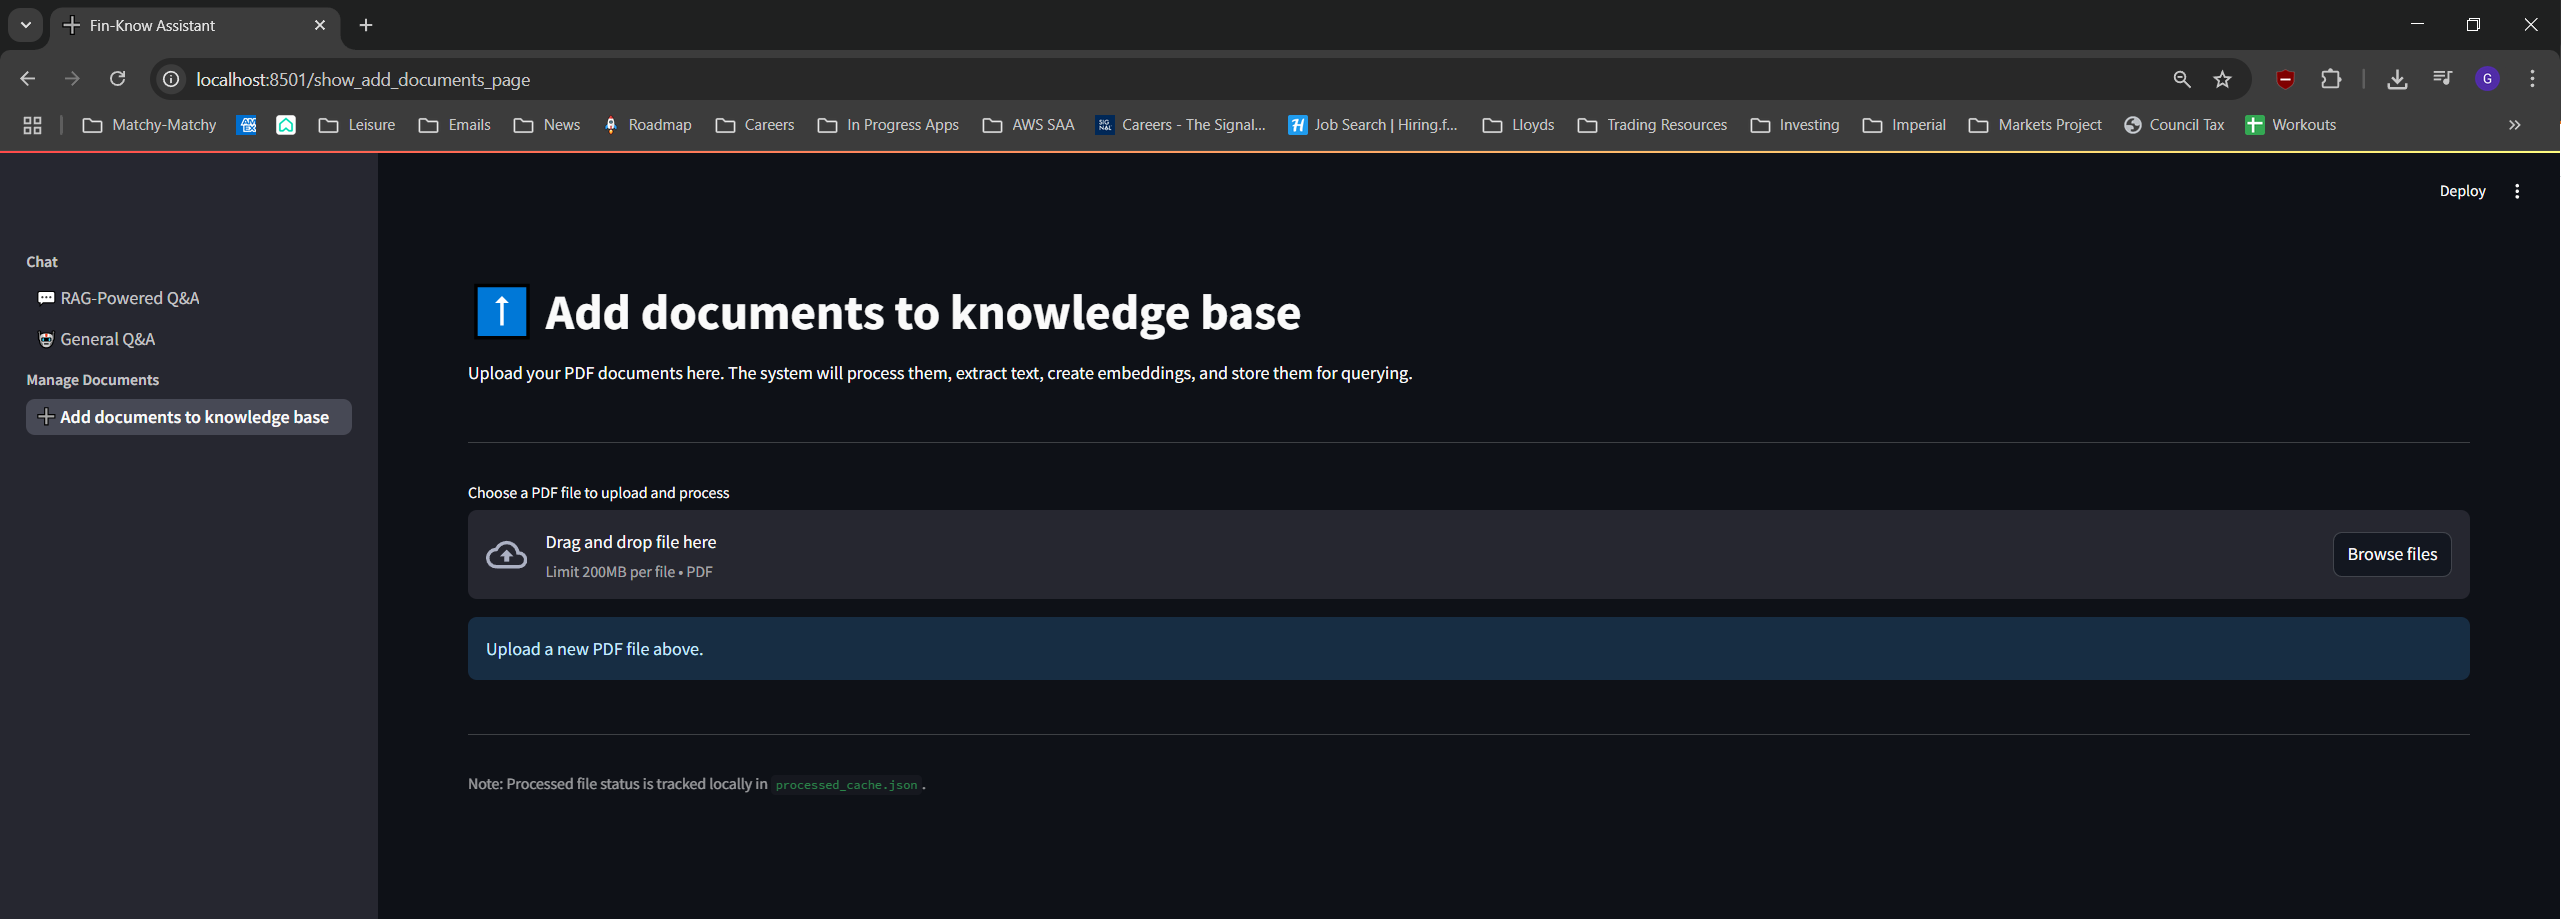 Fin-Know Assistant
localhost:8501/show_add_documents_page
G
Matchy-Matchy
AM
EX
Leisure
Emails
News
Roadmap
Careers
In Progress Apps
AWS SAA
SIG
NAL
Careers - The Signal...
H
Job Search | Hiring.f...
Lloyds
Trading Resources
Investing
Imperial
Markets Project
Council Tax
Workouts
Deploy
Chat
RAG-Powered Q&A
General Q&A
Manage Documents
Add documents to knowledge base
Add documents to knowledge base
Upload your PDF documents here. The system will process them, extract text, create embeddings, and store them for querying.
Choose a PDF file to upload and process
Drag and drop file here
Limit 200MB per file • PDF
Browse files
Upload a new PDF file above.
Note: Processed file status is tracked locally in processed_cache.json .